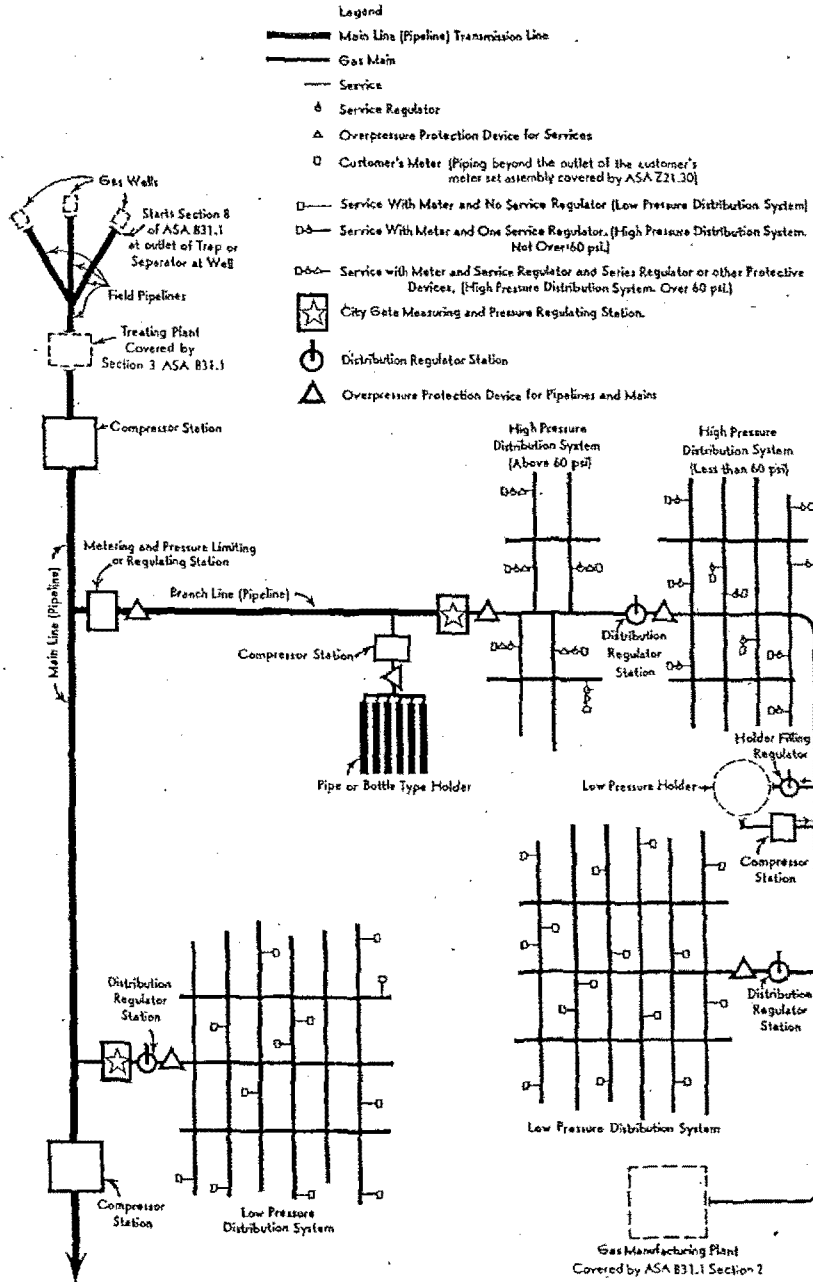 Legend
Main Line (Pipeline) Transmission Line
Gas Main
Service
Service Regulator
Overpressure Protection Device for Services
Customer's Meter (Piping beyond the outlet of the customer's
meter set assembly covered by ASA Z21.30)
Service With Meter and No Service Regulator (Low Pressure Distribution System)
Service With Meter and One Service Regulator. (High Pressure Distribution System.
Not Over 60 psi.)
Service with Meter and Service Regulator and Series Regulator or other Protective
Devices, (High Pressure Distribution System. Over 60 psi.)
City Gate Measuring and Pressure Regulating Station.
Distribution Regulator Station
Overpressure Protection Device for Pipelines and Mains
Gas Wells
Starts Section 8
of ASA B31.1
at outlet of Trap or
Separator at Well
Field Pipelines
Treating Plant
Covered by
Section 3 ASA B31.1
Compressor Station
High Pressure
Distribution System
(Above 60 psi)
High Pressure
Distribution System
(Less than 60 psi)
Metering and Pressure Limiting
or Regulating Station
Main Line (Pipeline)
Branch Line (Pipeline)
Compressor Station
Distribution
Regulator
Station
Pipe or Bottle Type Holder
Holder Filling
Regulator
Low Pressure Holder
Compressor
Station
Distribution
Regulator
Station
Distribution
Regulator
Station
Low Pressure Distribution System
Compressor
Station
Low Pressure
Distribution System
Gas Manufacturing Plant
Covered by ASA B31.1 Section 2